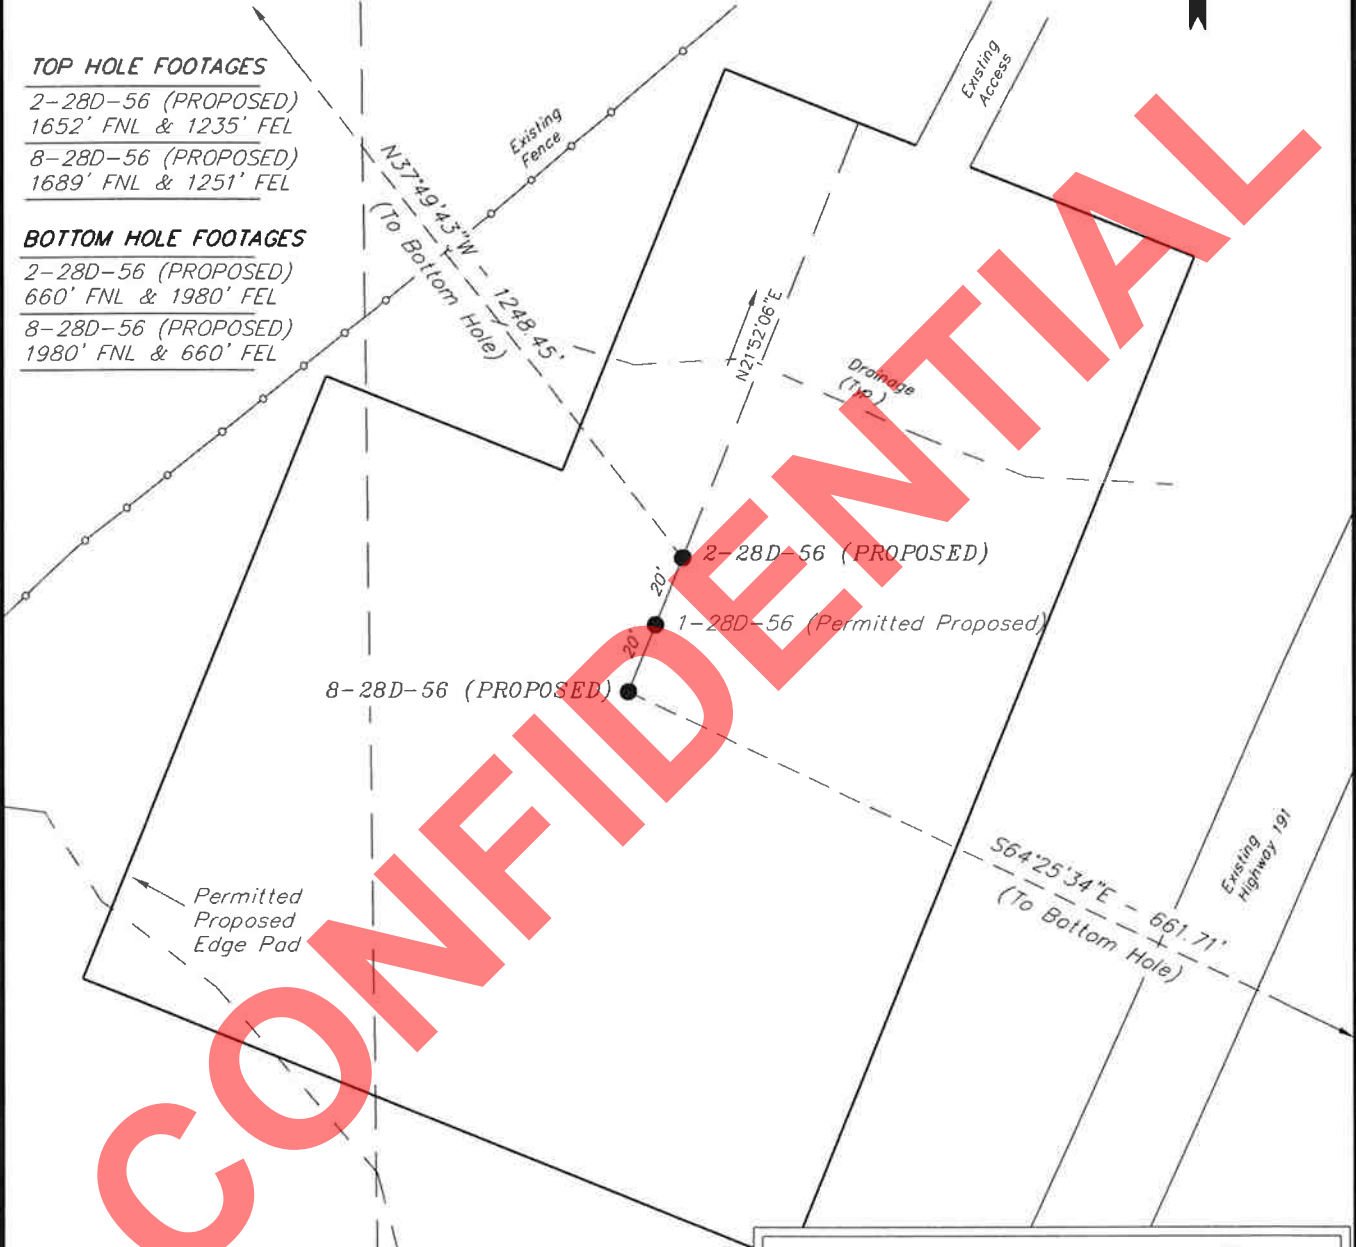 TOP HOLE FOOTAGES
2-28D-56 (PROPOSED)
1652' FNL & 1235' FEL
8-28D-56 (PROPOSED)
1689' FNL & 1251' FEL
BOTTOM HOLE FOOTAGES
2-28D-56 (PROPOSED)
660' FNL & 1980' FEL
8-28D-56 (PROPOSED)
1980' FNL & 660' FEL
N37°49'43"W - 1248.45'
(To Bottom Hole)
Existing
Fence
Existing
Access
N21°52'06"E
Drainage
(Typ.)
2-28D-56 (PROPOSED)
20'
1-28D-56 (Permitted Proposed)
20'
8-28D-56 (PROPOSED)
S64°25'34"E - 661.71'
(To Bottom Hole)
Existing
Highway 191
Permitted
Proposed
Edge Pad
CONFIDENTIAL